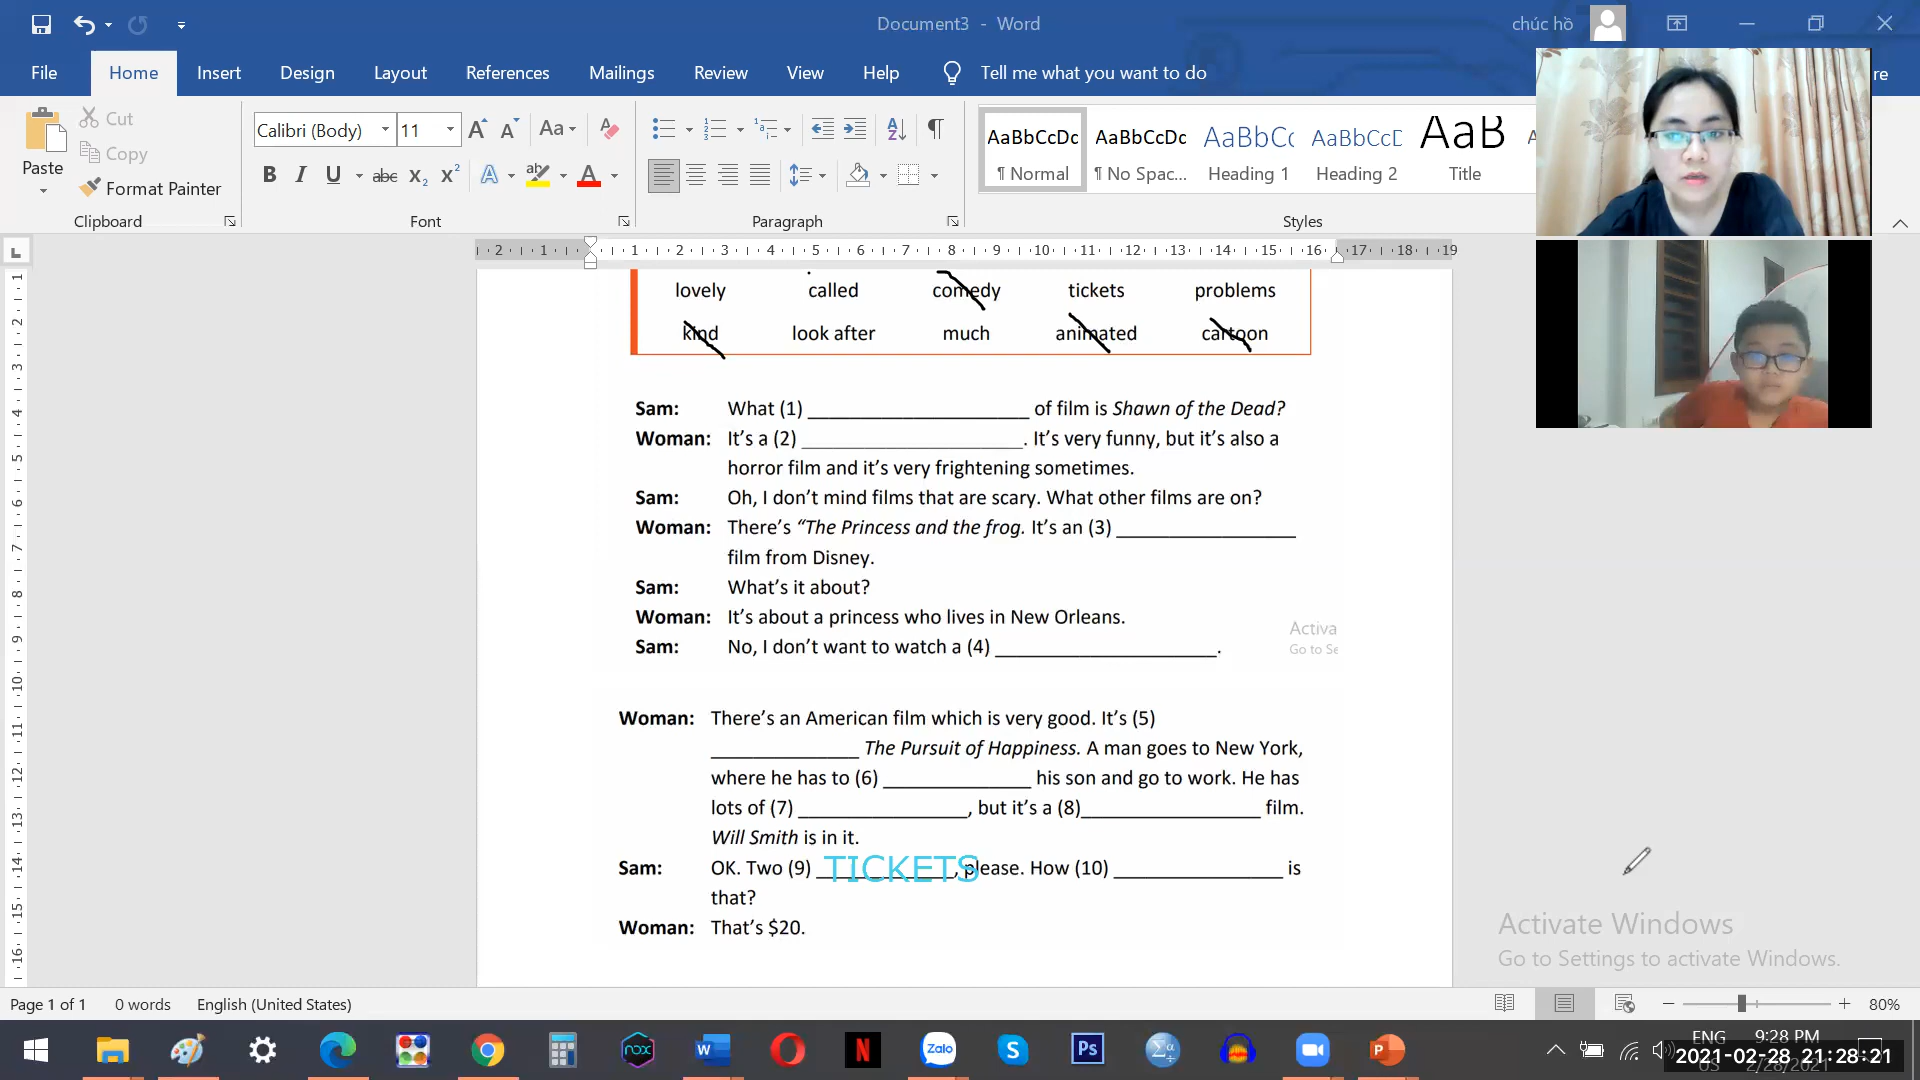 Document3 - Word
chúc hồ
File Home Insert Design Layout References Mailings Review View Help Tell me what you want to do
re
Paste
Cut
Copy
Format Painter
Clipboard
Calibri (Body) 11
Font
Paragraph
AaBbCcDc AaBbCcDc AaBbCc AaBbCcD AaB
¶ Normal ¶ No Spac... Heading 1 Heading 2 Title
Styles
lovely called comedy tickets problems
kind look after much animated cartoon
Sam: What (1) ____________________ of film is Shawn of the Dead?
Woman: It’s a (2) ____________________. It’s very funny, but it’s also a
horror film and it’s very frightening sometimes.
Sam: Oh, I don’t mind films that are scary. What other films are on?
Woman: There’s “The Princess and the frog. It’s an (3) ________________
film from Disney.
Sam: What’s it about?
Woman: It’s about a princess who lives in New Orleans.
Sam: No, I don’t want to watch a (4) ____________________.
Activa
Go to Se
Woman: There’s an American film which is very good. It’s (5)
_____________ The Pursuit of Happiness. A man goes to New York,
where he has to (6) _____________ his son and go to work. He has
lots of (7) _______________, but it’s a (8)________________ film.
Will Smith is in it.
Sam: OK. Two (9) TICKETS, please. How (10) _______________ is
that?
Woman: That’s $20.
Activate Windows
Go to Settings to activate Windows.
Page 1 of 1 0 words English (United States) 80%
nox Zalo Ps
ENG 9:28 PM
2021-02-28 21:28:21